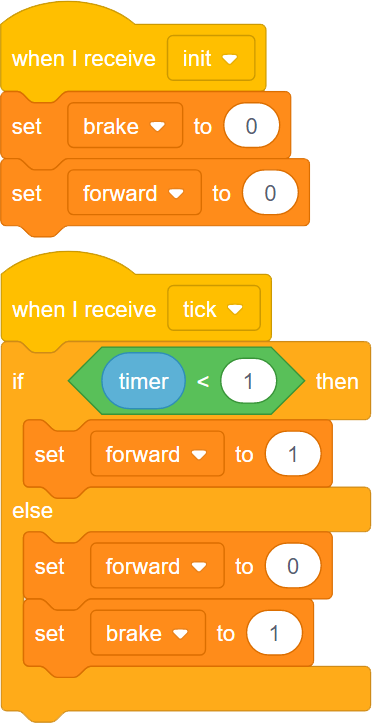 when I receive init
set brake to 0
set forward to 0
when I receive tick
if timer < 1 then
set forward to 1
else
set forward to 0
set brake to 1